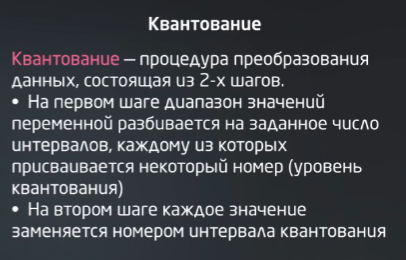 Квантование
Квантование — процедура преобразования
данных, состоящая из 2-х шагов.
• На первом шаге диапазон значений
переменной разбивается на заданное число
интервалов, каждому из которых
присваивается некоторый номер (уровень
квантования)
• На втором шаге каждое значение
заменяется номером интервала квантования